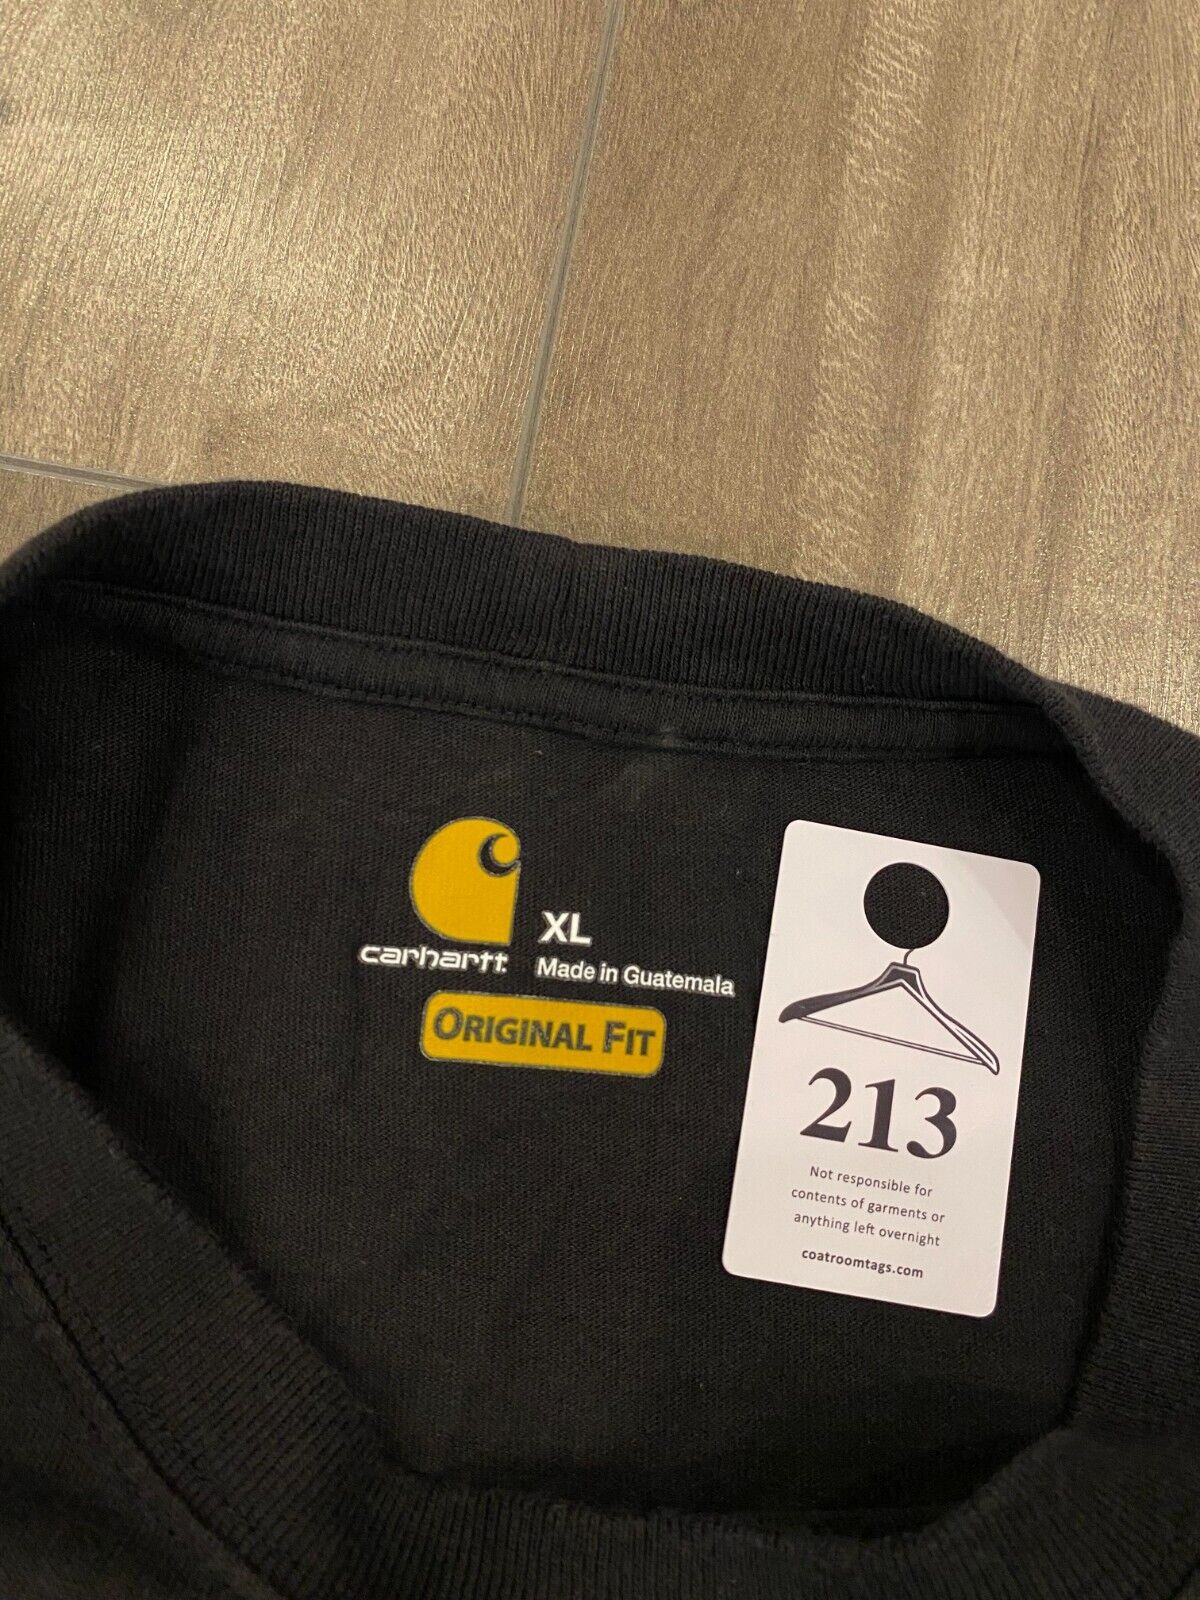 carhartt
XL
Made in Guatemala
ORIGINAL FIT
213
Not responsible for
contents of garments or
anything left overnight
coatroomtags.com